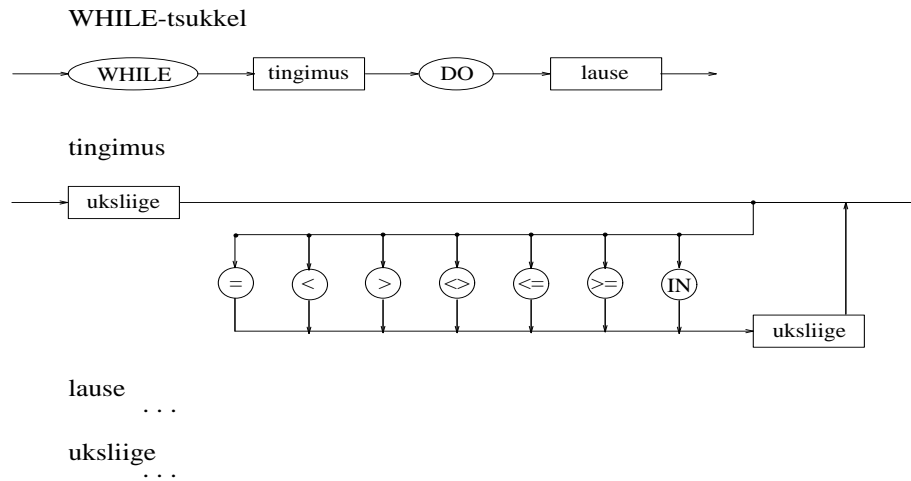 WHILE-tsukkel
WHILE tingimus DO lause
tingimus
uksliige
= < > <> <= >= IN
uksliige
lause
. . .
uksliige
. . .